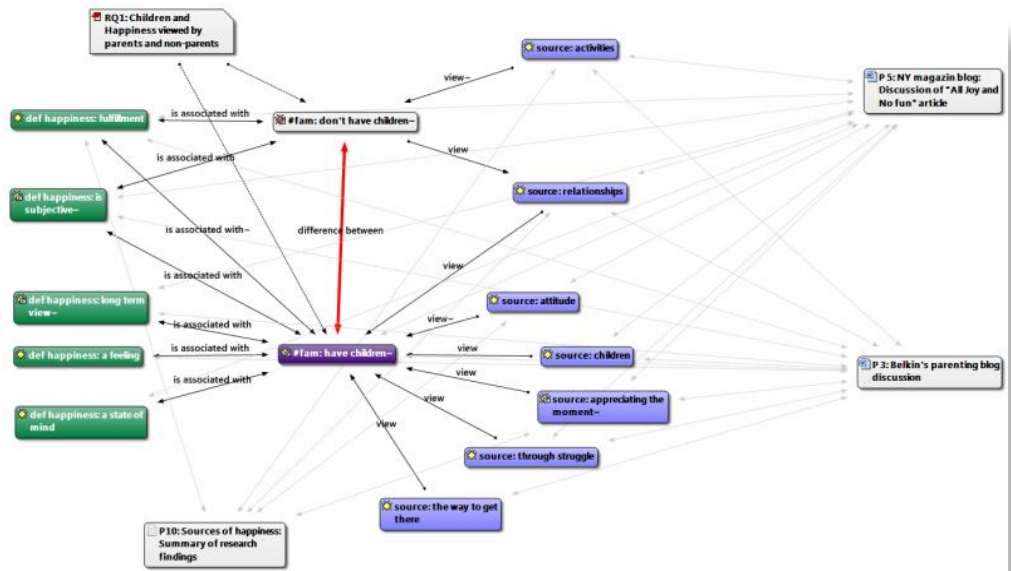 RQ1: Children and
Happiness viewed by
parents and non-parents
source: activities
view~
P 5: NY magazin blog:
Discussion of "All Joy and
No fun" article
is associated with
def happiness: fulfillment
#fam: don't have children~
view
is associated with
source: relationships
def happiness: is
subjective~
is associated with~
difference between
view
is associated with
source: attitude
def happiness: long term
view~
view~
is associated with
def happiness: a feeling
is associated with
#fam: have children~
view
source: children
P 3: Belkin's parenting blog
discussion
view
is associated with
source: appreciating the
moment~
view
def happiness: a state of
mind
view
source: through struggle
source: the way to get
there
P10: Sources of happiness:
Summary of research
findings